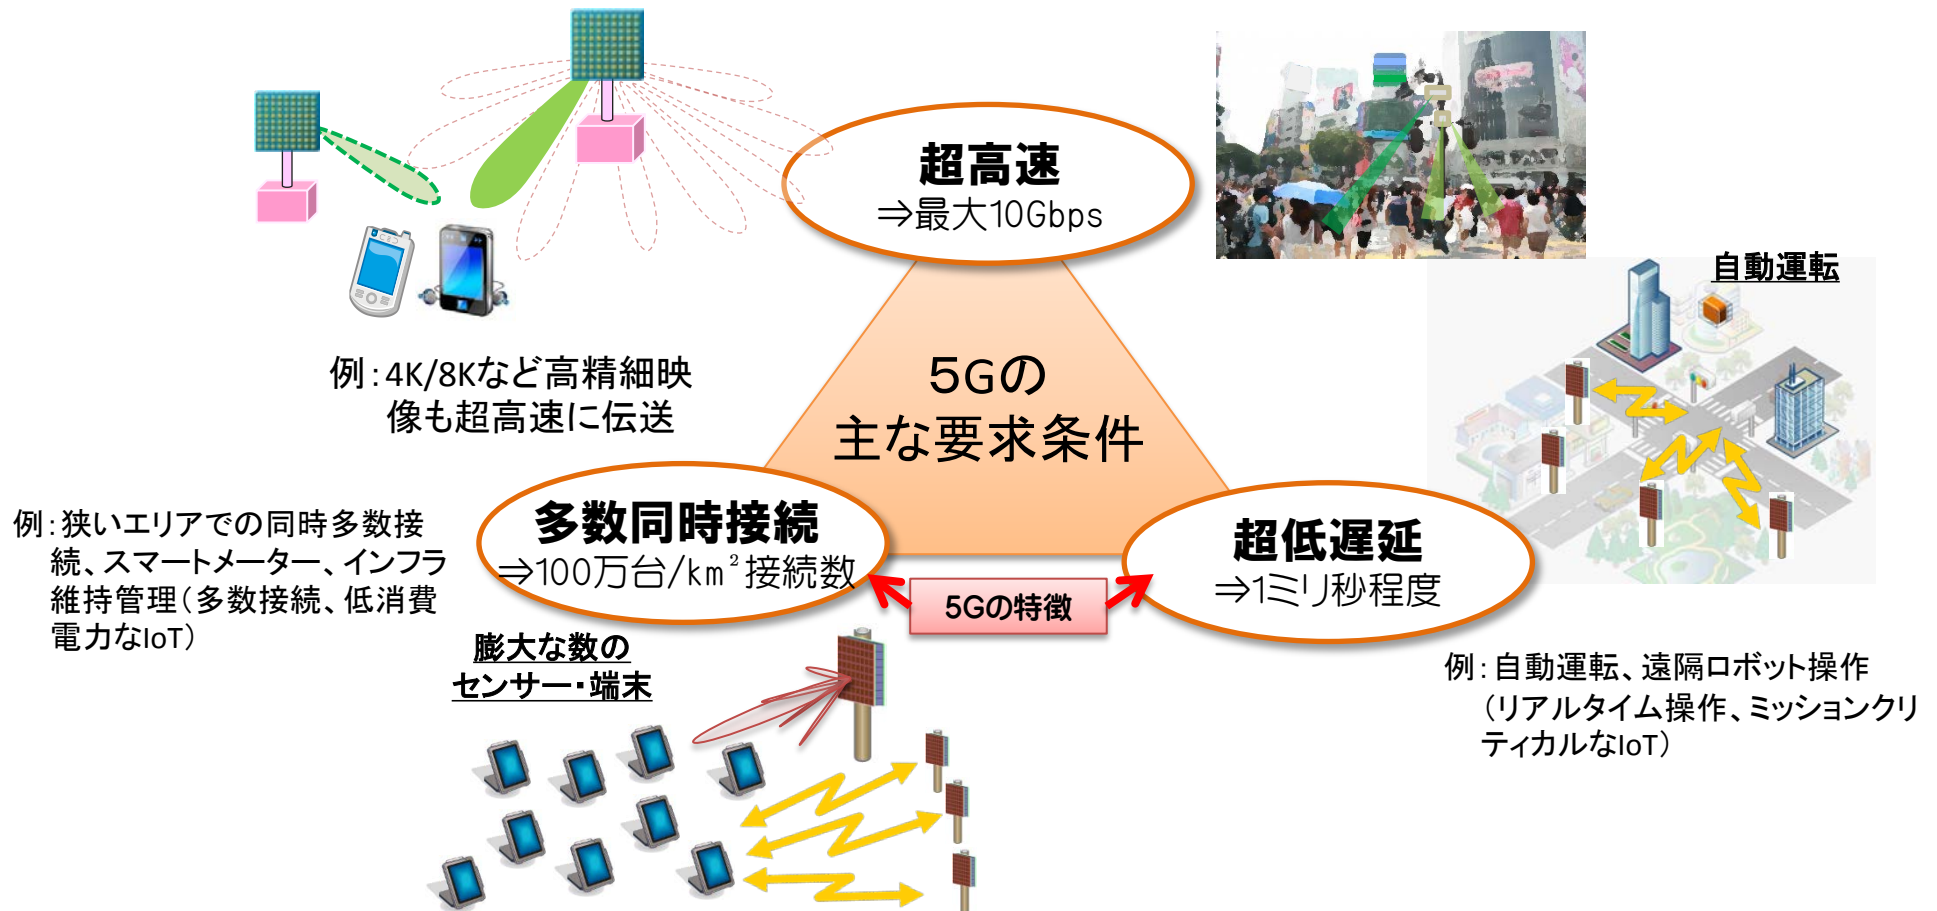 超高速
⇒最大10Gbps
自動運転
例：4K/8Kなど高精細映
像も超高速に伝送
5Gの
主な要求条件
多数同時接続
⇒100万台/km²接続数
例：狭いエリアでの同時多数接
続、スマートメーター、インフラ
維持管理（多数接続、低消費
電力なIoT）
超低遅延
⇒1ミリ秒程度
5Gの特徴
膨大な数の
センサー・端末
例：自動運転、遠隔ロボット操作
（リアルタイム操作、ミッションクリ
ティカルなIoT）